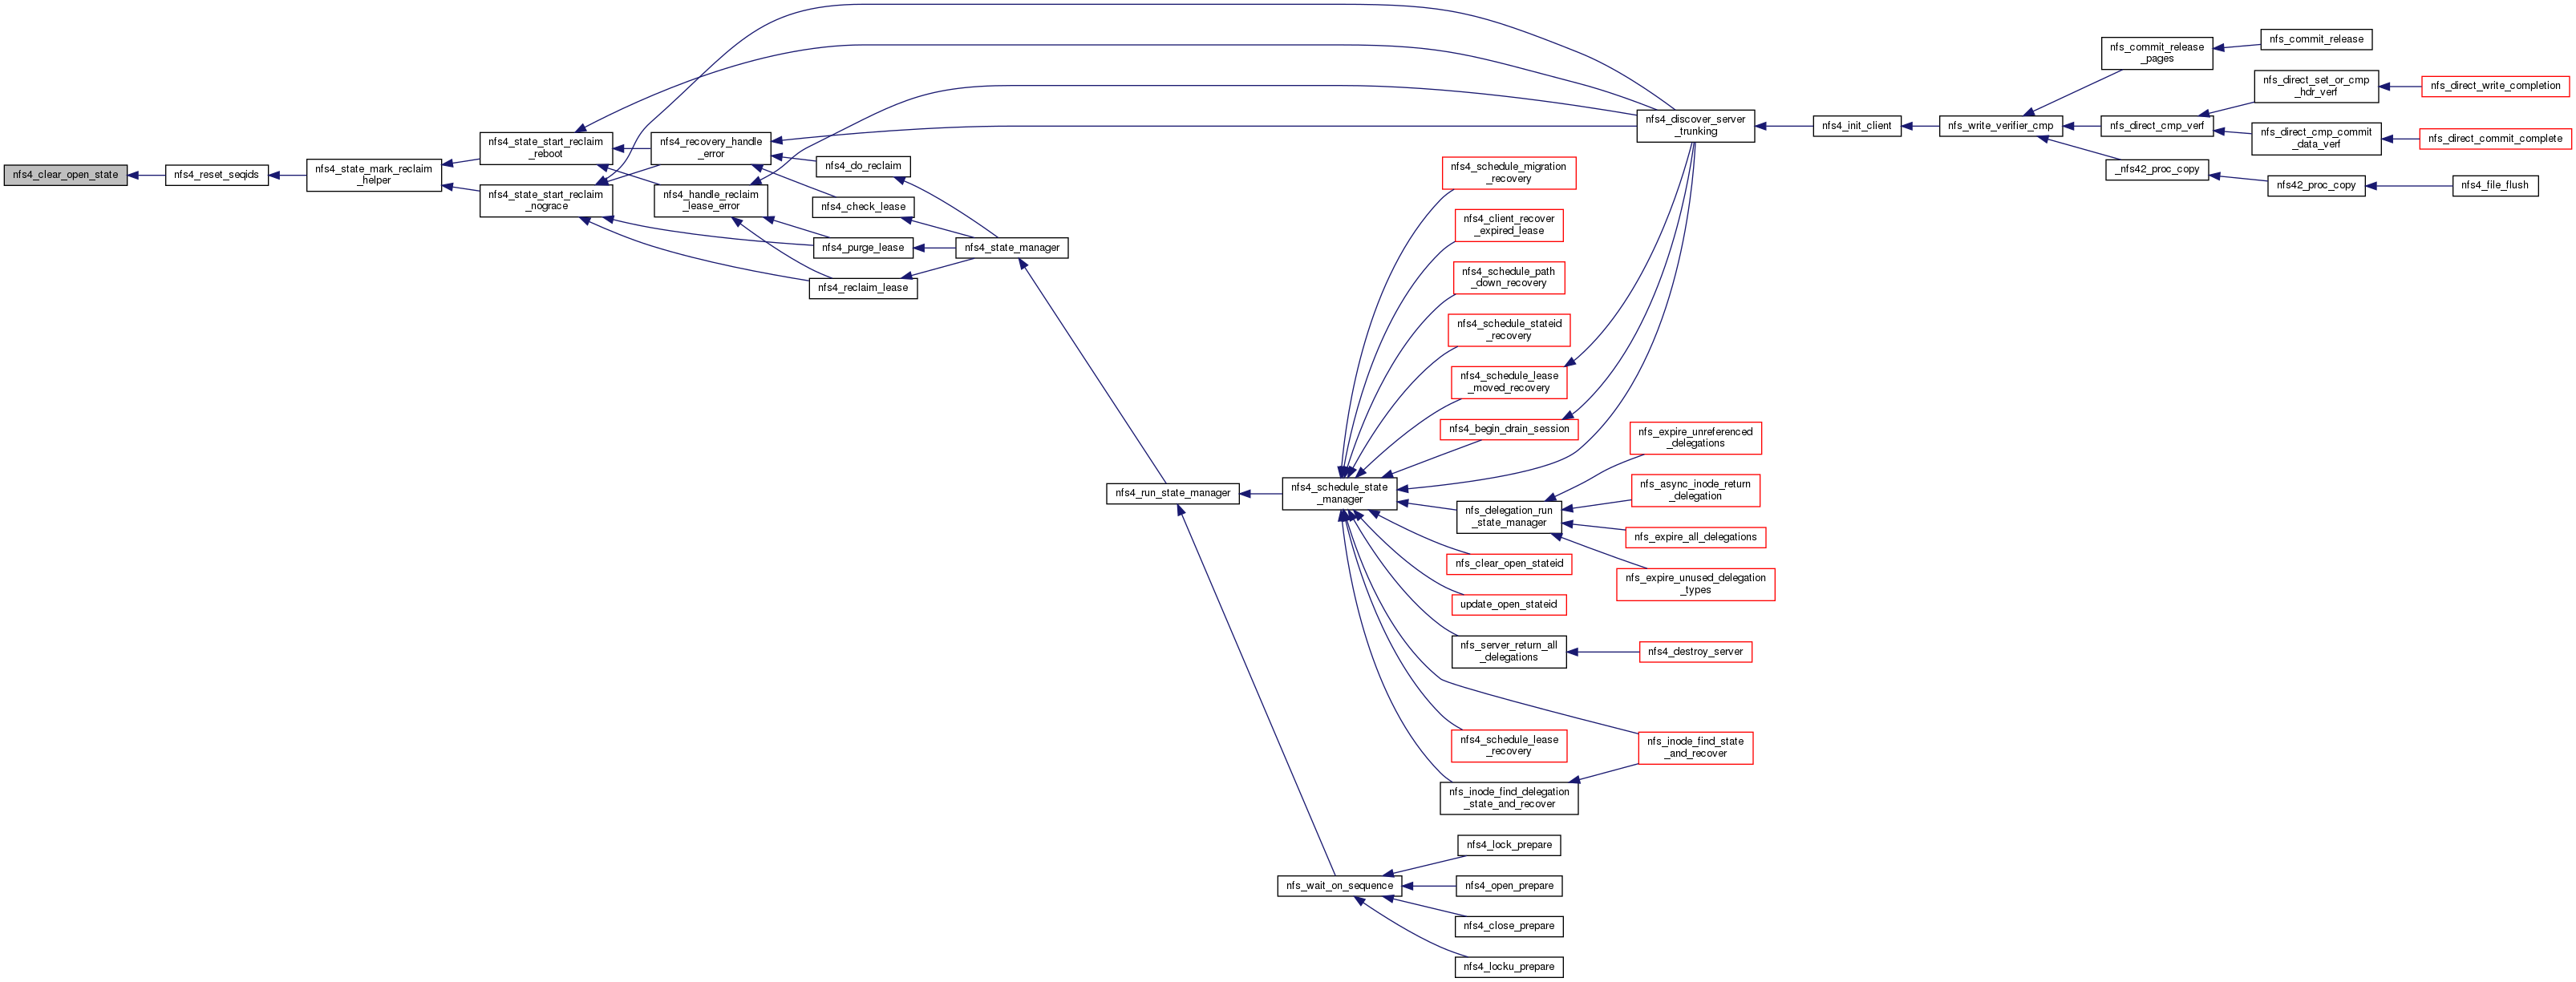 nfs4_clear_open_state
nfs4_reset_seqids
nfs4_state_mark_reclaim
_helper
nfs4_state_start_reclaim
_reboot
nfs4_state_start_reclaim
_nograce
nfs4_recovery_handle
_error
nfs4_handle_reclaim
_lease_error
nfs4_do_reclaim
nfs4_check_lease
nfs4_purge_lease
nfs4_reclaim_lease
nfs4_state_manager
nfs4_run_state_manager
nfs4_schedule_state
_manager
nfs_wait_on_sequence
nfs4_schedule_migration
_recovery
nfs4_client_recover
_expired_lease
nfs4_schedule_path
_down_recovery
nfs4_schedule_stateid
_recovery
nfs4_schedule_lease
_moved_recovery
nfs4_begin_drain_session
nfs_delegation_run
_state_manager
nfs_clear_open_stateid
update_open_stateid
nfs_server_return_all
_delegations
nfs4_schedule_lease
_recovery
nfs_inode_find_delegation
_state_and_recover
nfs4_lock_prepare
nfs4_open_prepare
nfs4_close_prepare
nfs4_locku_prepare
nfs4_discover_server
_trunking
nfs_expire_unreferenced
_delegations
nfs_async_inode_return
_delegation
nfs_expire_all_delegations
nfs_expire_unused_delegation
_types
nfs4_destroy_server
nfs_inode_find_state
_and_recover
nfs4_init_client
nfs_write_verifier_cmp
nfs_commit_release
_pages
nfs_direct_cmp_verf
_nfs42_proc_copy
nfs_commit_release
nfs_direct_set_or_cmp
_hdr_verf
nfs_direct_cmp_commit
_data_verf
nfs42_proc_copy
nfs_direct_write_completion
nfs_direct_commit_complete
nfs4_file_flush